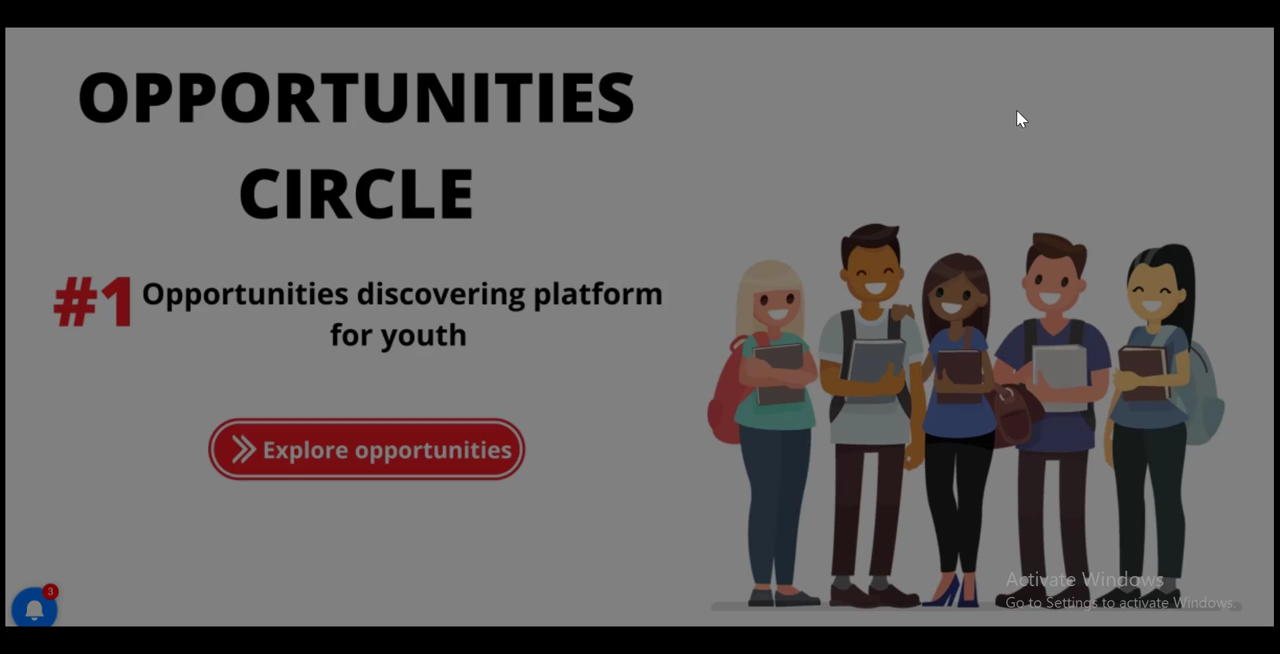 OPPORTUNITIES
CIRCLE
#1 Opportunities discovering platform
for youth
Explore opportunities
3
Activate Windows
Go to Settings to activate Windows.